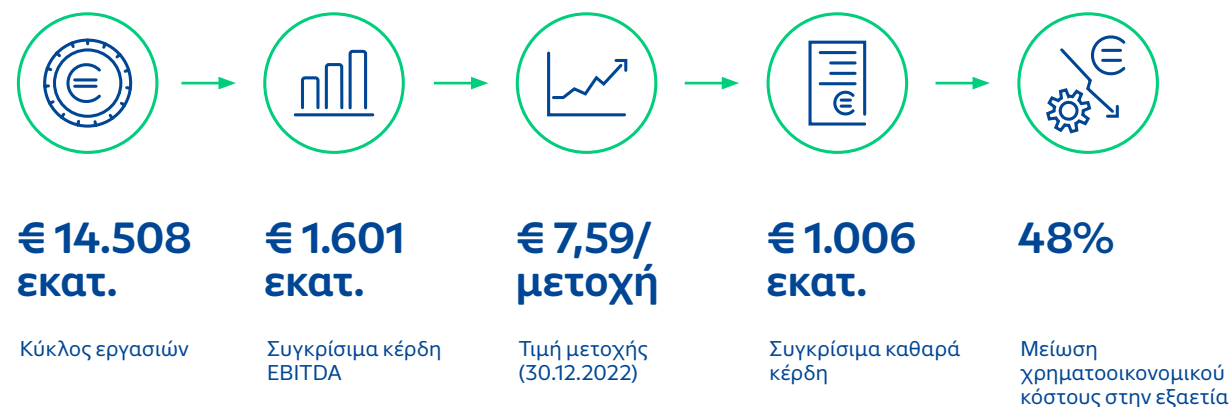 € 14.508
εκατ.
Κύκλος εργασιών
€ 1.601
εκατ.
Συγκρίσιμα κέρδη
EBITDA
€ 7,59/
μετοχή
Τιμή μετοχής
(30.12.2022)
€ 1.006
εκατ.
Συγκρίσιμα καθαρά
κέρδη
48%
Μείωση
χρηματοοικονομικού
κόστους στην εξαετία